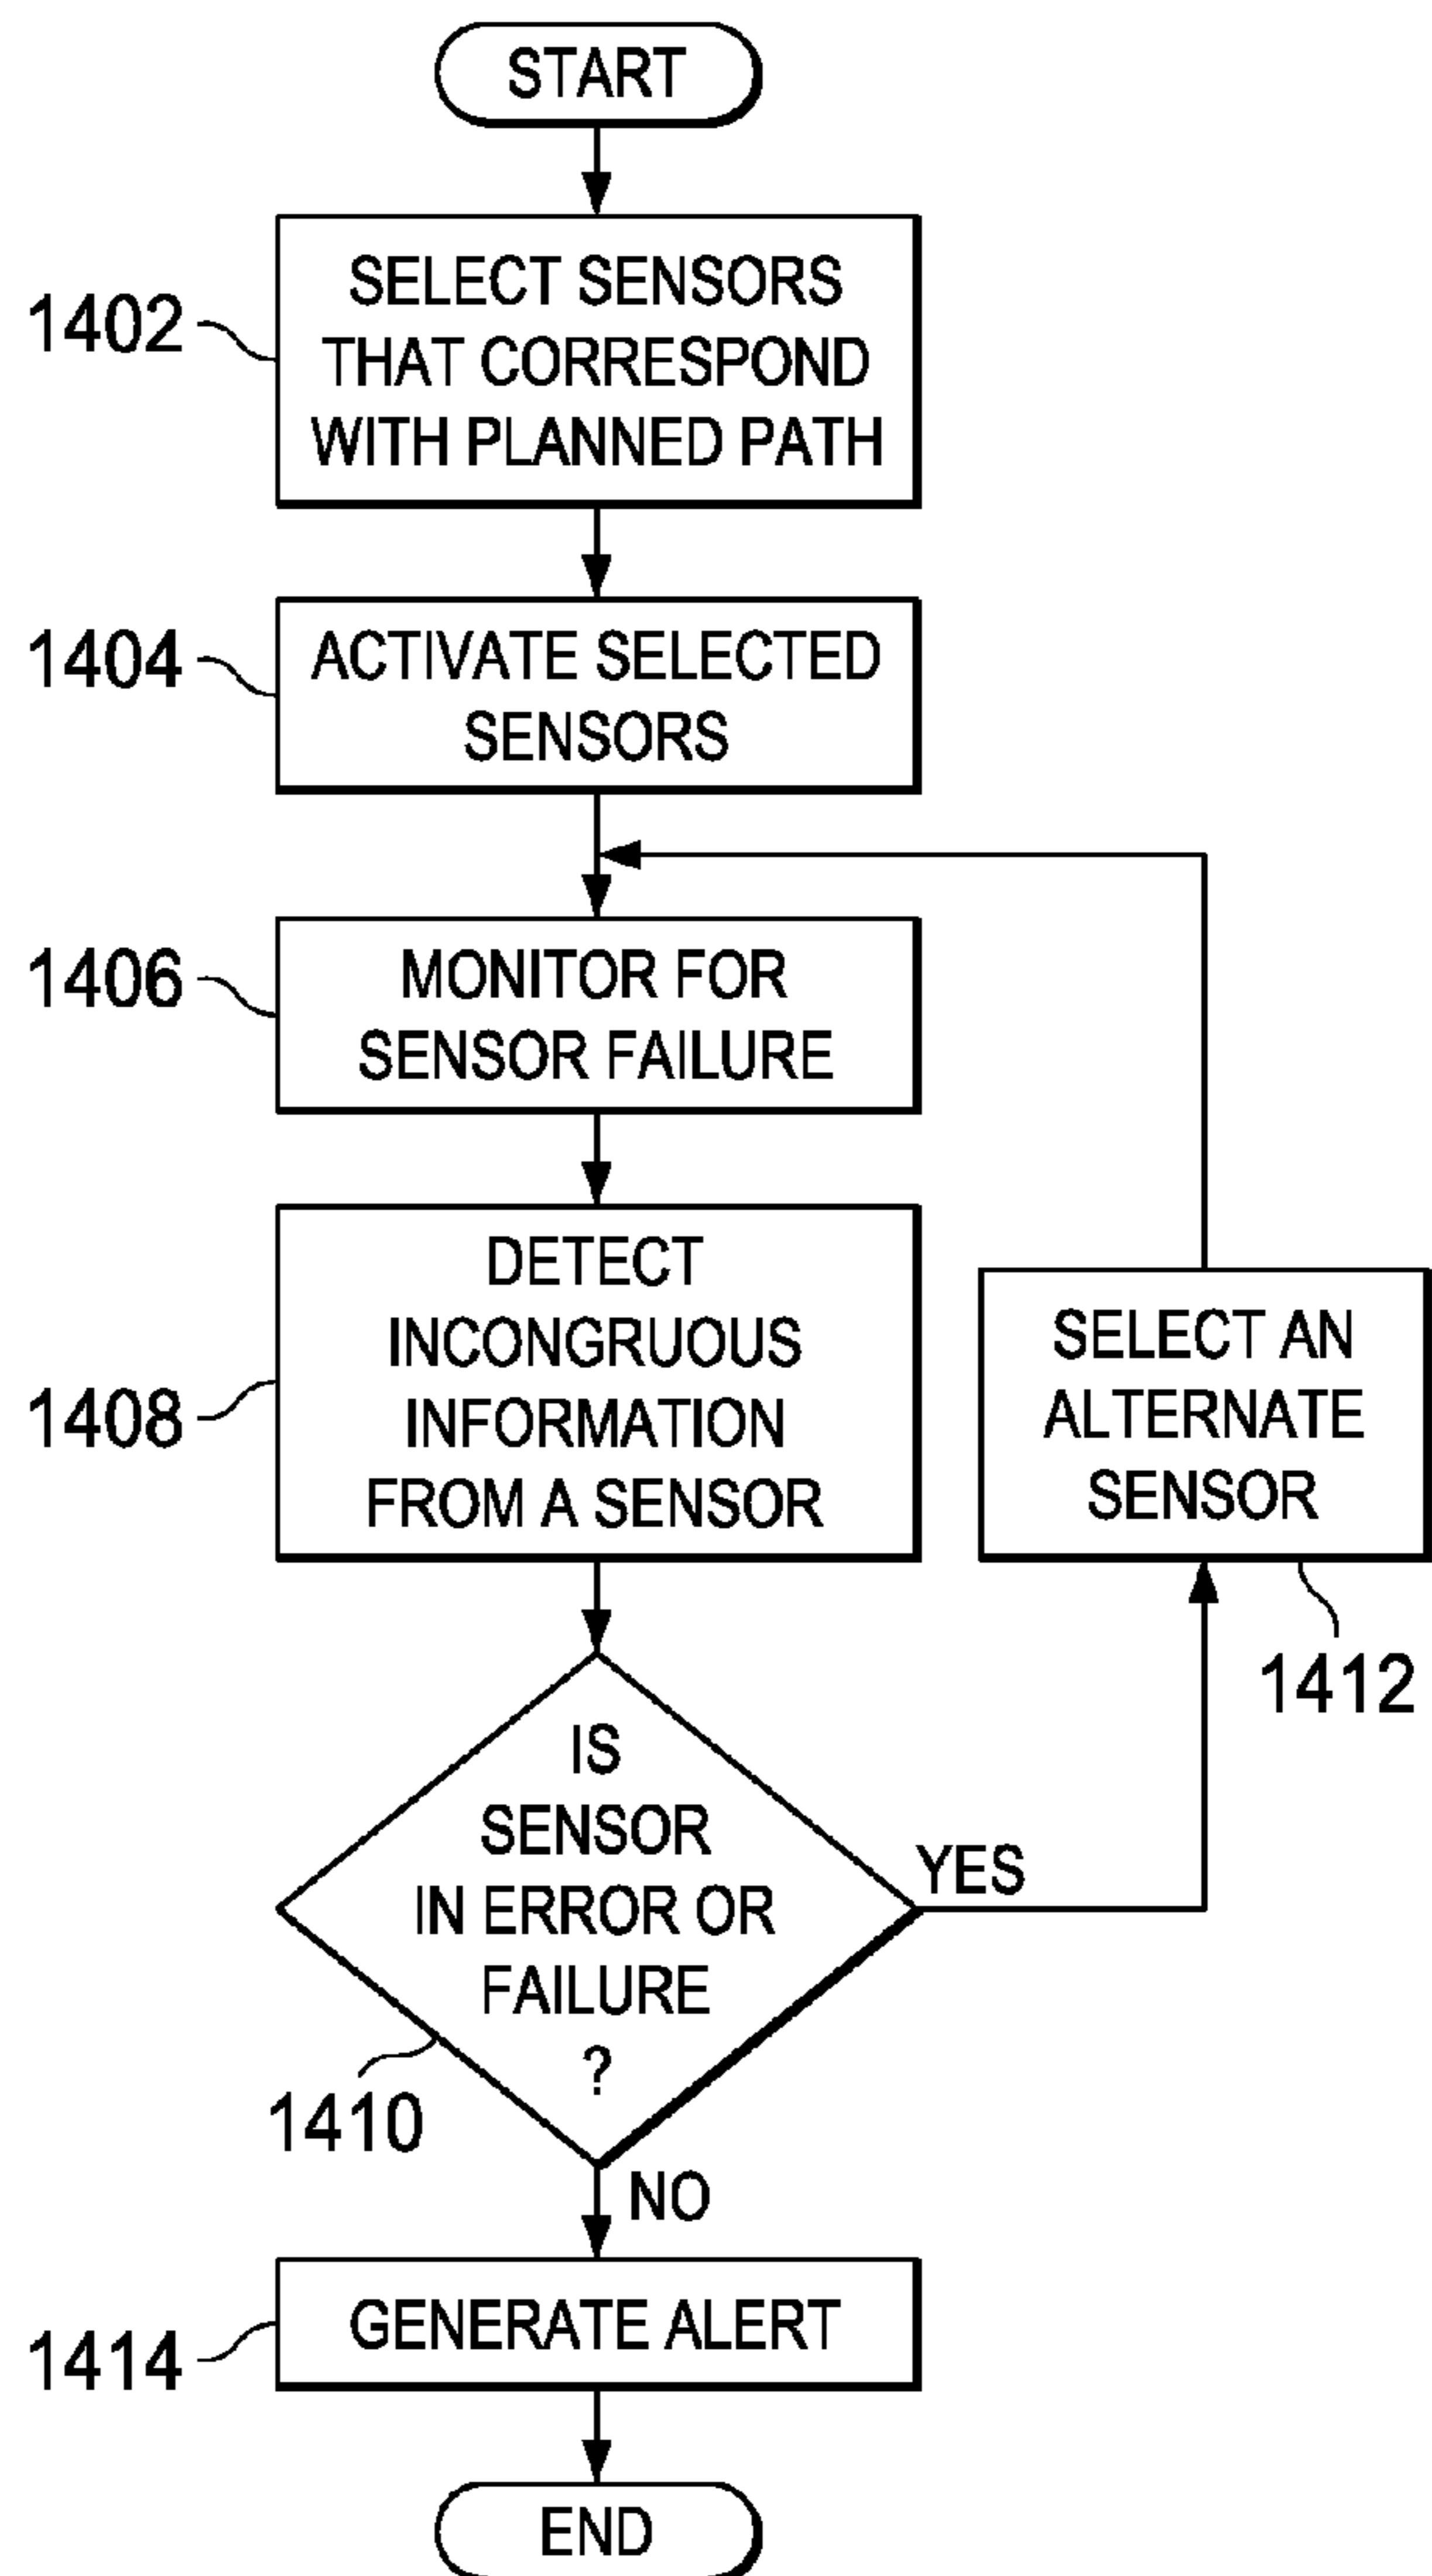 START
SELECT SENSORS
THAT CORRESPOND
WITH PLANNED PATH
1402
ACTIVATE SELECTED
SENSORS
1404
MONITOR FOR
SENSOR FAILURE
1406
DETECT
INCONGRUOUS
INFORMATION
FROM A SENSOR
1408
SELECT AN
ALTERNATE
SENSOR
1412
IS
SENSOR
IN ERROR OR
FAILURE
?
YES
1410
NO
GENERATE ALERT
1414
END